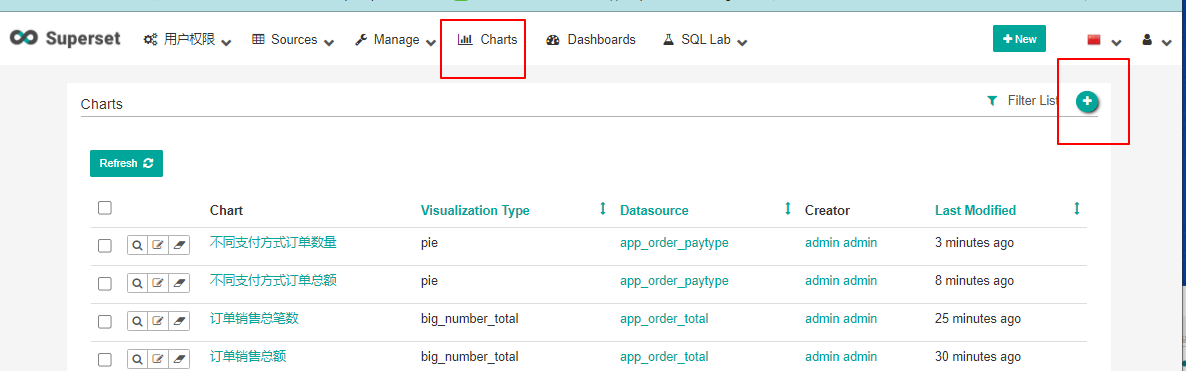 Superset 用户权限 Sources Manage Charts Dashboards SQL Lab New
Charts Filter List
Refresh
Chart Visualization Type Datasource Creator Last Modified
不同支付方式订单数量 pie app_order_paytype admin admin 3 minutes ago
不同支付方式订单总额 pie app_order_paytype admin admin 8 minutes ago
订单销售总笔数 big_number_total app_order_total admin admin 25 minutes ago
订单销售总额 big_number_total app_order_total admin admin 30 minutes ago